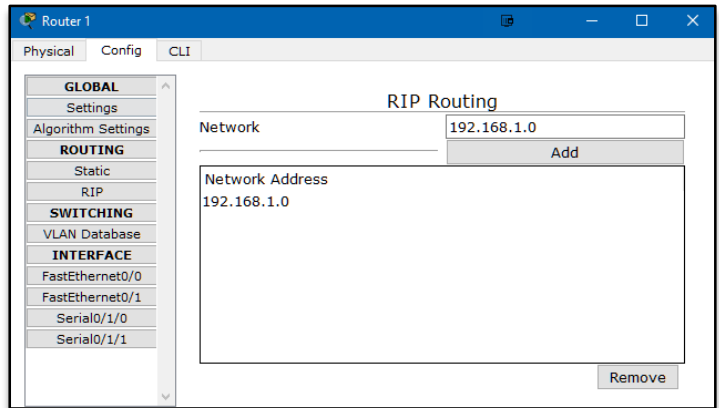 Router 1
Physical Config CLI
GLOBAL
Settings
Algorithm Settings
ROUTING
Static
RIP
SWITCHING
VLAN Database
INTERFACE
FastEthernet0/0
FastEthernet0/1
Serial0/1/0
Serial0/1/1
RIP Routing
Network 192.168.1.0
Add
Network Address
192.168.1.0
Remove